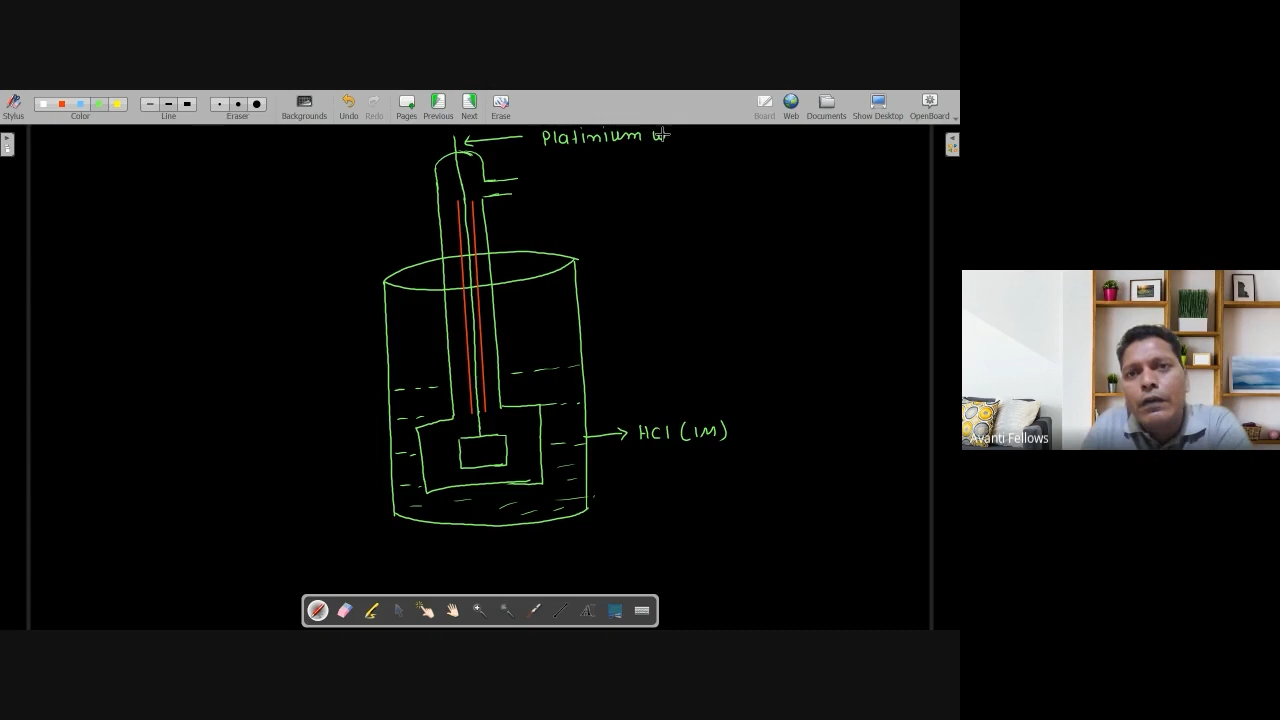 Stylus
Color
Line
Eraser
Backgrounds
Undo
Redo
Pages
Previous
Next
Erase
Board
Web
Documents
Show Desktop
OpenBoard
Platinium
HCl (1M)
Avanti Fellows